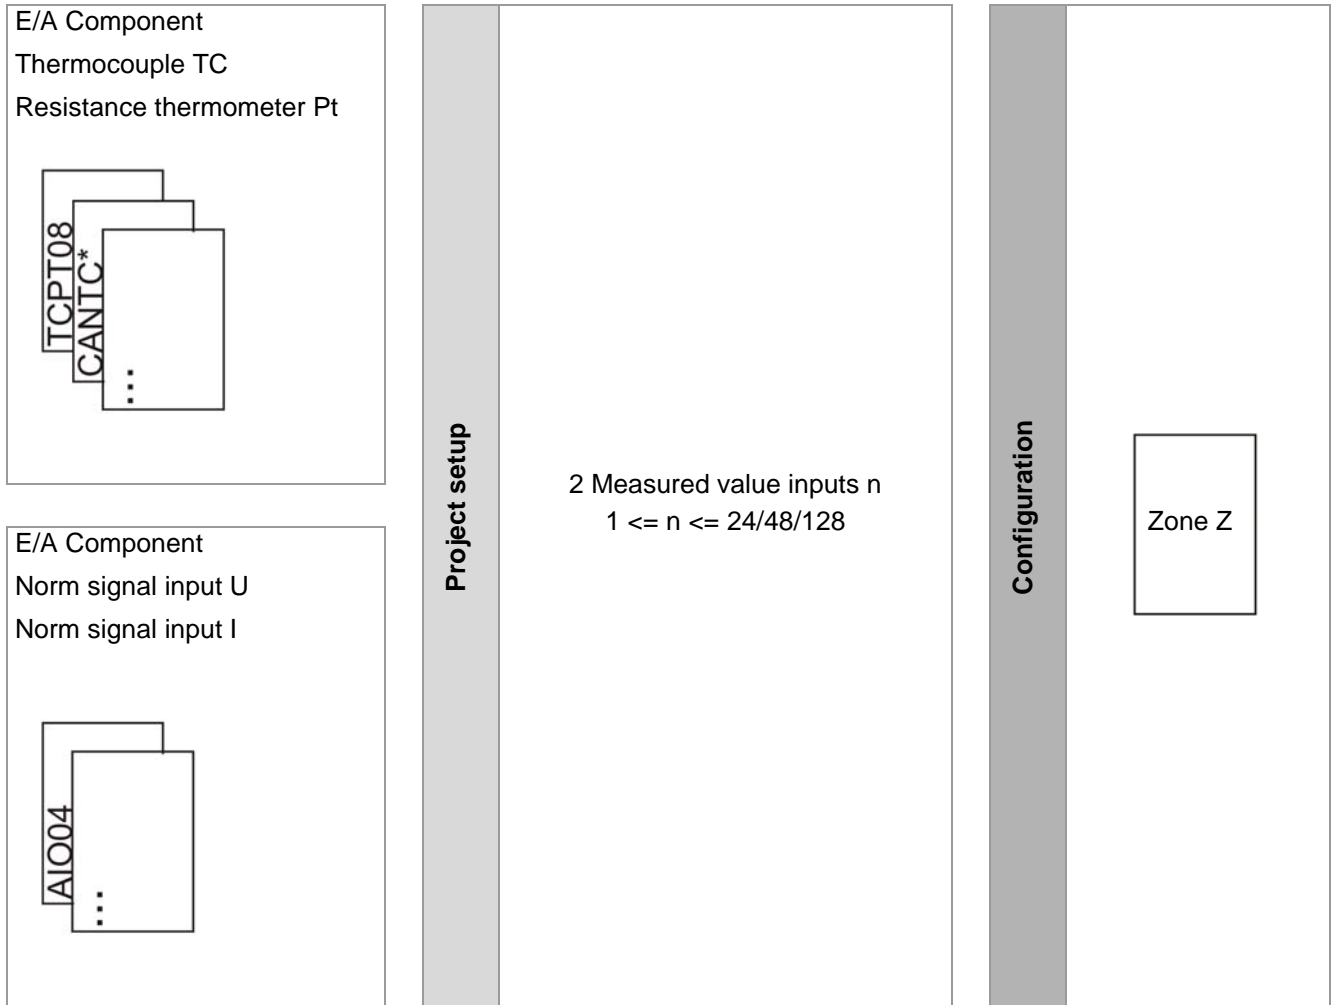 E/A Component
Thermocouple TC
Resistance thermometer Pt
TCPT08
CANTC*
...
E/A Component
Norm signal input U
Norm signal input I
AIO04
...
Project setup
2 Measured value inputs n
1 <= n <= 24/48/128
Configuration
Zone Z